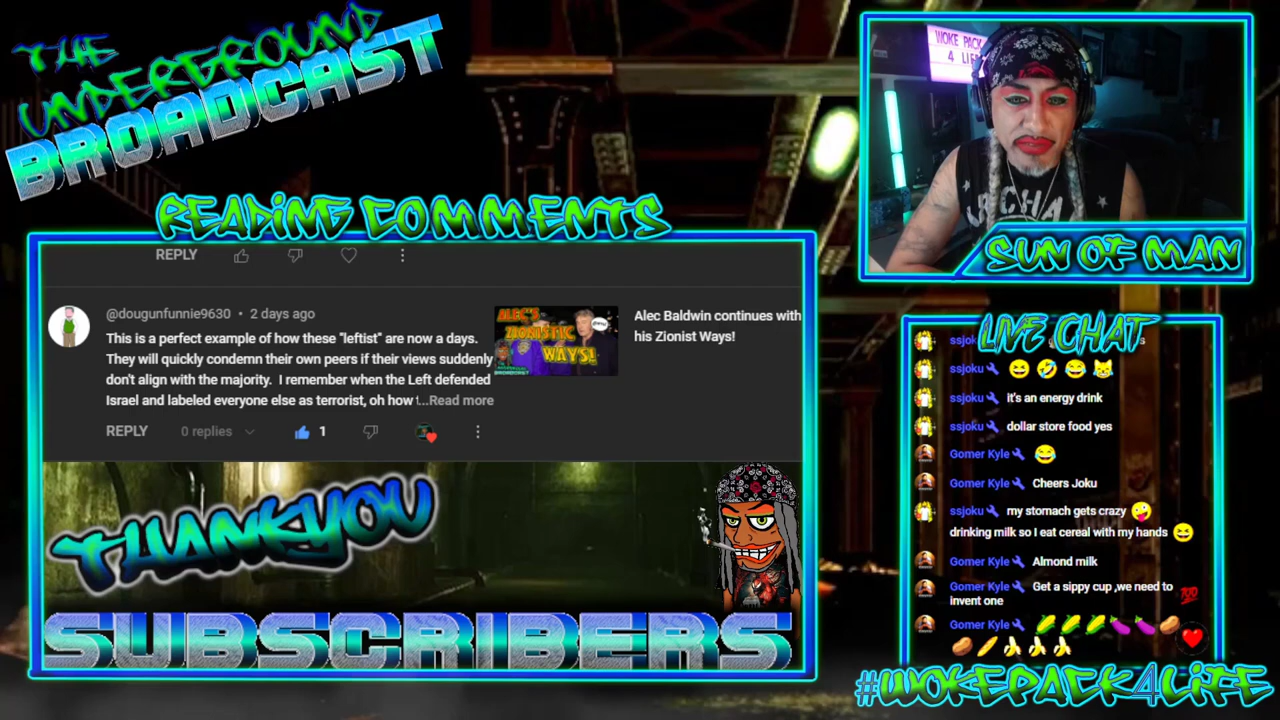 THE
UNDERGROUND
BROADCAST
READING COMMENTS
REPLY
@dougunfunnie9630 • 2 days ago
This is a perfect example of how these "leftist" are now a days.
They will quickly condemn their own peers if their views suddenly
don't align with the majority. I remember when the Left defended
Israel and labeled everyone else as terrorist, oh how t...Read more
REPLY 0 replies 1
ALEC'S
ZIONISTIC
WAYS!
Alec Baldwin continues with
his Zionist Ways!
THANKYOU
SUBSCRIBERS
WOKE PACK
4 LIFE
SUN OF MAN
LIVE CHAT
ssjoku
ssjoku 😆 🤣 😂 😹
ssjoku it's an energy drink
ssjoku dollar store food yes
Gomer Kyle 😂
Gomer Kyle Cheers Joku
ssjoku my stomach gets crazy 🤪
drinking milk so I eat cereal with my hands 😆
Gomer Kyle Almond milk
Gomer Kyle Get a sippy cup ,we need to
invent one
100
Gomer Kyle 🌽🌽🌽🍆🍆🥔
🥔🥖🍌🍌🍌
#WOKEPACK4LIFE